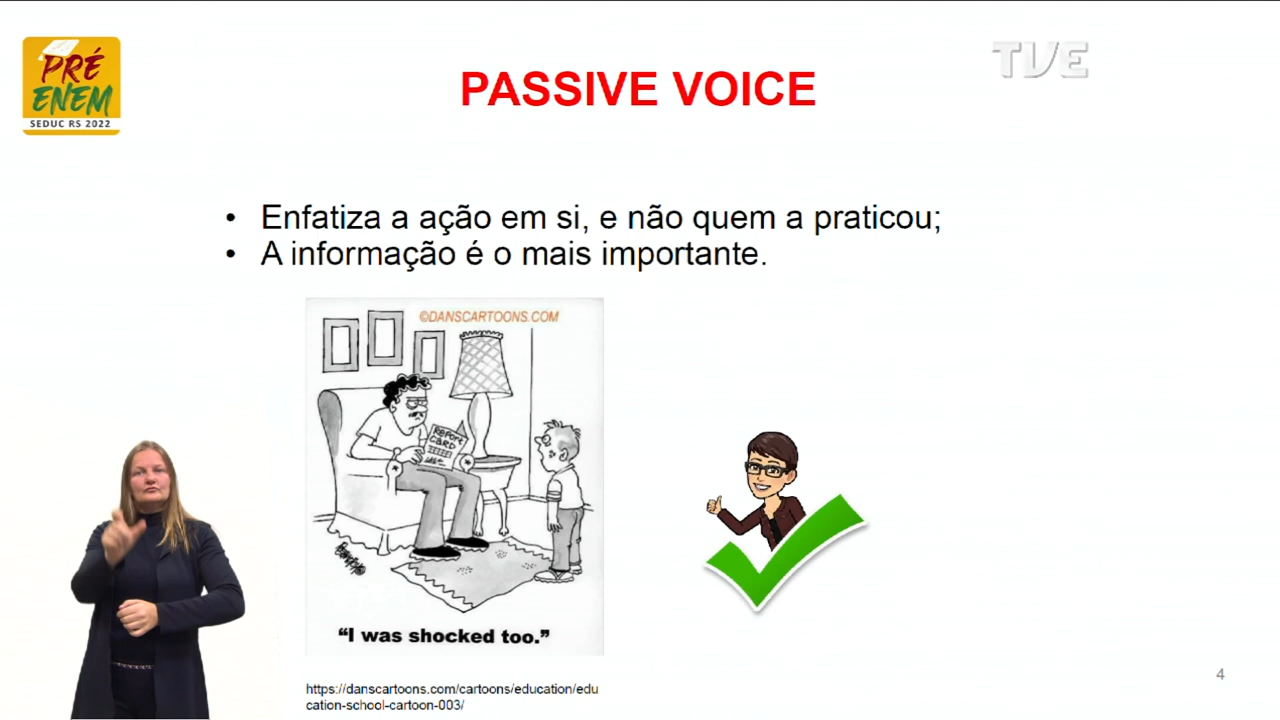 PRÉ
ENEM
SEDUC RS 2022
TVE
PASSIVE VOICE
• Enfatiza a ação em si, e não quem a praticou;
• A informação é o mais importante.
©DANSCARTOONS.COM
REPORT
CARD
“I was shocked too.”
https://danscartoons.com/cartoons/education/edu
cation-school-cartoon-003/
4